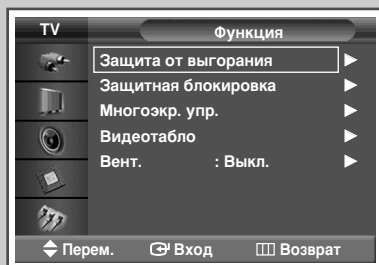 TV
Функция
Защита от выгорания
Защитная блокировка
Многоэкр. упр.
Видеотабло
Вент. : Выкл.
Перем. Вход Возврат